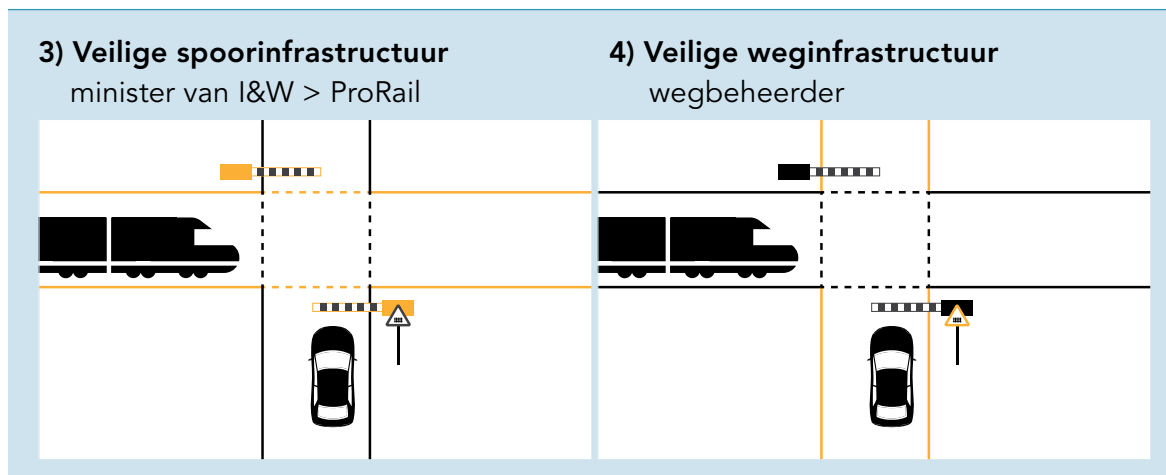 3) Veilige spoorinfrastructuur
minister van I&W > ProRail
4) Veilige weginfrastructuur
wegbeheerder